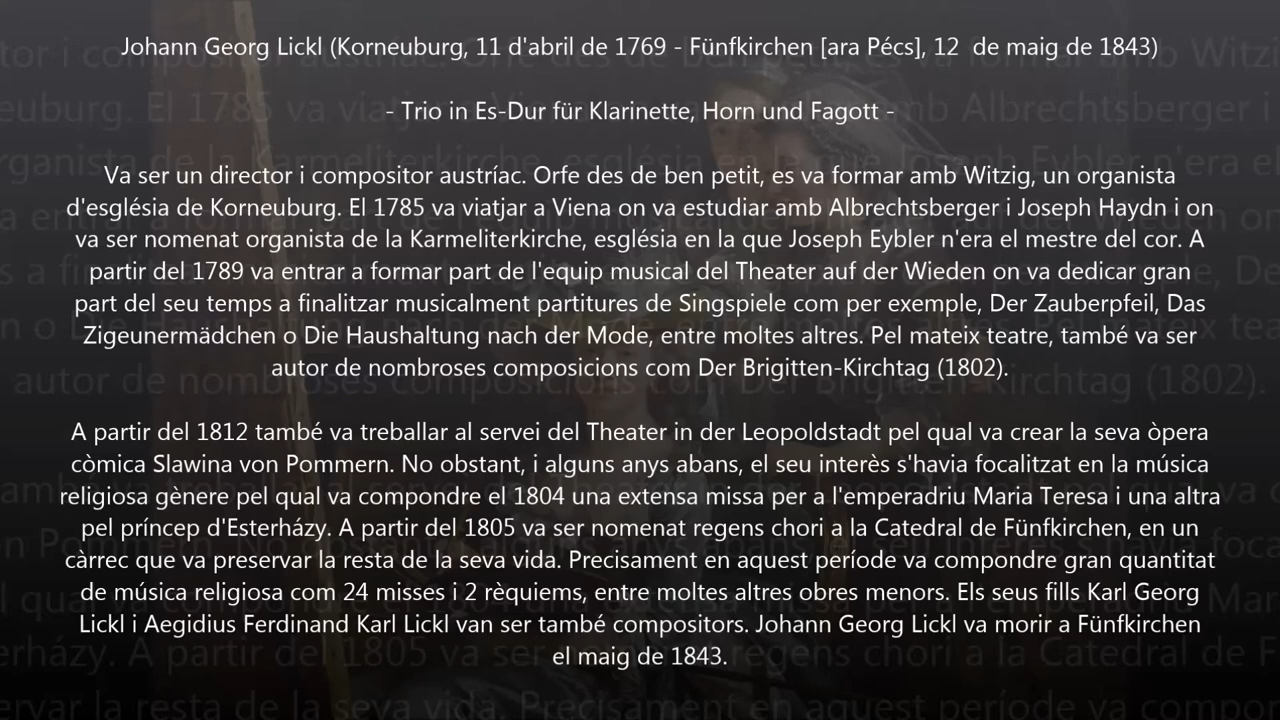 Johann Georg Lickl (Korneuburg, 11 d'abril de 1769 - Fünfkirchen [ara Pécs], 12 de maig de 1843)
- Trio in Es-Dur für Klarinette, Horn und Fagott -
Va ser un director i compositor austríac. Orfe des de ben petit, es va formar amb Witzig, un organista
d'església de Korneuburg. El 1785 va viatjar a Viena on va estudiar amb Albrechtsberger i Joseph Haydn i on
va ser nomenat organista de la Karmeliterkirche, església en la que Joseph Eybler n'era el mestre del cor. A
partir del 1789 va entrar a formar part de l'equip musical del Theater auf der Wieden on va dedicar gran
part del seu temps a finalitzar musicalment partitures de Singspiele com per exemple, Der Zauberpfeil, Das
Zigeunermädchen o Die Haushaltung nach der Mode, entre moltes altres. Pel mateix teatre, també va ser
autor de nombroses composicions com Der Brigitten-Kirchtag (1802).
A partir del 1812 també va treballar al servei del Theater in der Leopoldstadt pel qual va crear la seva òpera
còmica Slawina von Pommern. No obstant, i alguns anys abans, el seu interès s'havia focalitzat en la música
religiosa gènere pel qual va compondre el 1804 una extensa missa per a l'emperadriu Maria Teresa i una altra
pel príncep d'Esterházy. A partir del 1805 va ser nomenat regens chori a la Catedral de Fünfkirchen, en un
càrrec que va preservar la resta de la seva vida. Precisament en aquest període va compondre gran quantitat
de música religiosa com 24 misses i 2 rèquiems, entre moltes altres obres menors. Els seus fills Karl Georg
Lickl i Aegidius Ferdinand Karl Lickl van ser també compositors. Johann Georg Lickl va morir a Fünfkirchen
el maig de 1843.